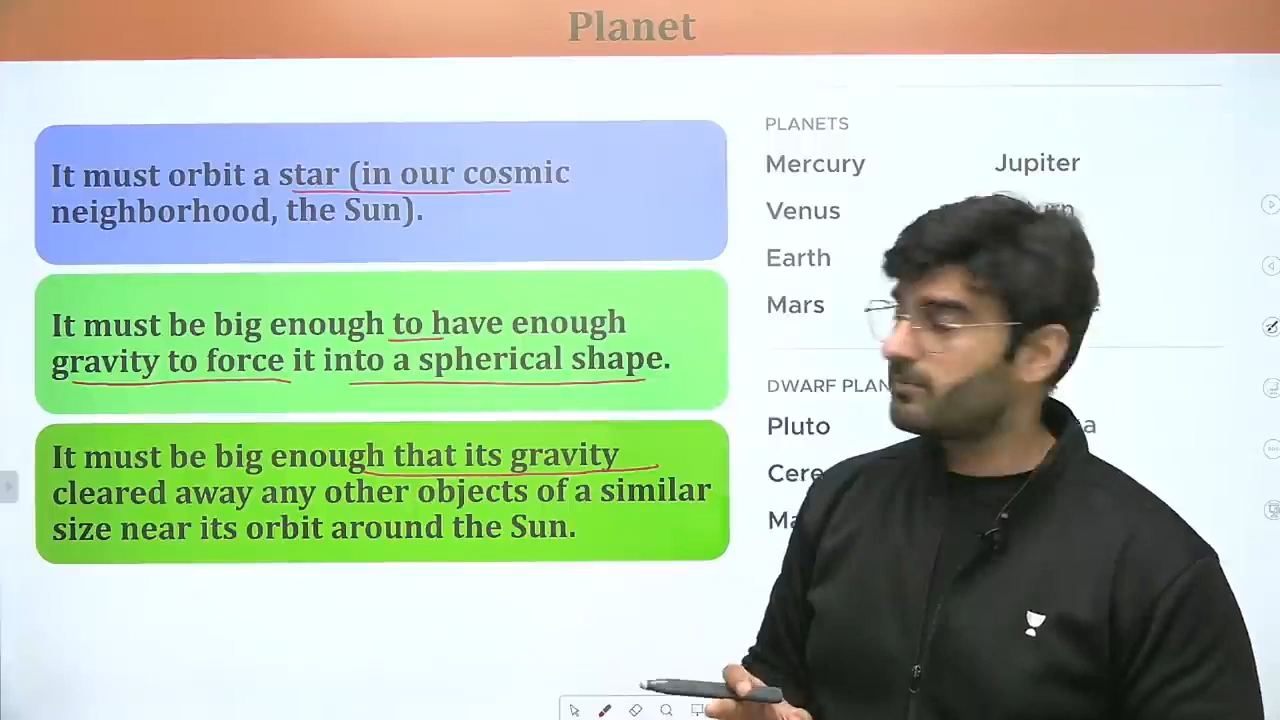 Planet
It must orbit a star (in our cosmic
neighborhood, the Sun).
It must be big enough to have enough
gravity to force it into a spherical shape.
It must be big enough that its gravity
cleared away any other objects of a similar
size near its orbit around the Sun.
PLANETS
Mercury Jupiter
Venus
Earth
Mars
DWARF
Pluto